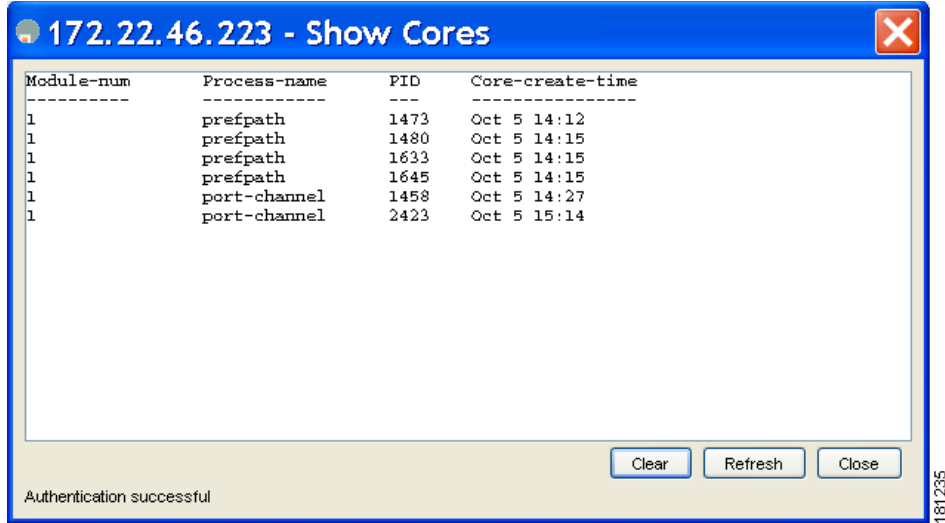 172.22.46.223 - Show Cores
Module-num Process-name PID Core-create-time
---------- ------------ --- ----------------
1 prefpath 1473 Oct 5 14:12
1 prefpath 1480 Oct 5 14:15
1 prefpath 1633 Oct 5 14:15
1 prefpath 1645 Oct 5 14:15
1 port-channel 1458 Oct 5 14:27
1 port-channel 2423 Oct 5 15:14
Clear Refresh Close
Authentication successful
181235